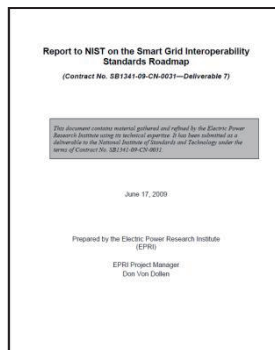 Report to NIST on the Smart Grid Interoperability
Standards Roadmap
(Contract No. SB1341-09-CN-0031—Deliverable 7)
This document contains material gathered and refined by the Electric Power
Research Institute using its technical expertise. It has been submitted as a
deliverable to the National Institute of Standards and Technology under the
terms of Contract No. SB1341-09-CN-0031.
June 17, 2009
Prepared by the Electric Power Research Institute
(EPRI)
EPRI Project Manager
Don Von Dollen